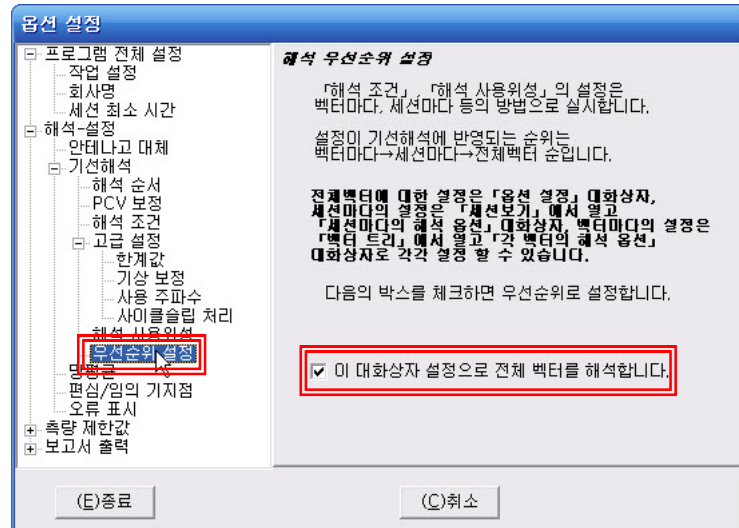 옵션 설정
프로그램 전체 설정
작업 설정
회사명
세션 최소 시간
해석-설정
안테나고 대체
기선해석
해석 순서
PCV 보정
해석 조건
고급 설정
한계값
기상 보정
사용 주파수
사이클슬립 처리
해석 사용위성
우선순위 설정
망평균
편심/임의 기지점
오류 표시
측량 제한값
보고서 출력
해석 우선순위 설정
「해석 조건」, 「해석 사용위성」의 설정은
벡터마다, 세션마다 등의 방법으로 실시합니다.
설정이 기선해석에 반영되는 순위는
벡터마다→세션마다→전체벡터 순입니다.
전체벡터에 대한 설정은 「옵션 설정」 대화상자,
세션마다의 설정은 「세션보기」에서 열고
「세션마다의 해석 옵션」 대화상자, 벡터마다의 설정은
「벡터 트리」에서 열고 「각 벡터의 해석 옵션」
대화상자로 각각 설정 할 수 있습니다.
다음의 박스를 체크하면 우선순위로 설정합니다.
이 대화상자 설정으로 전체 벡터를 해석합니다.
(E)종료
(C)취소